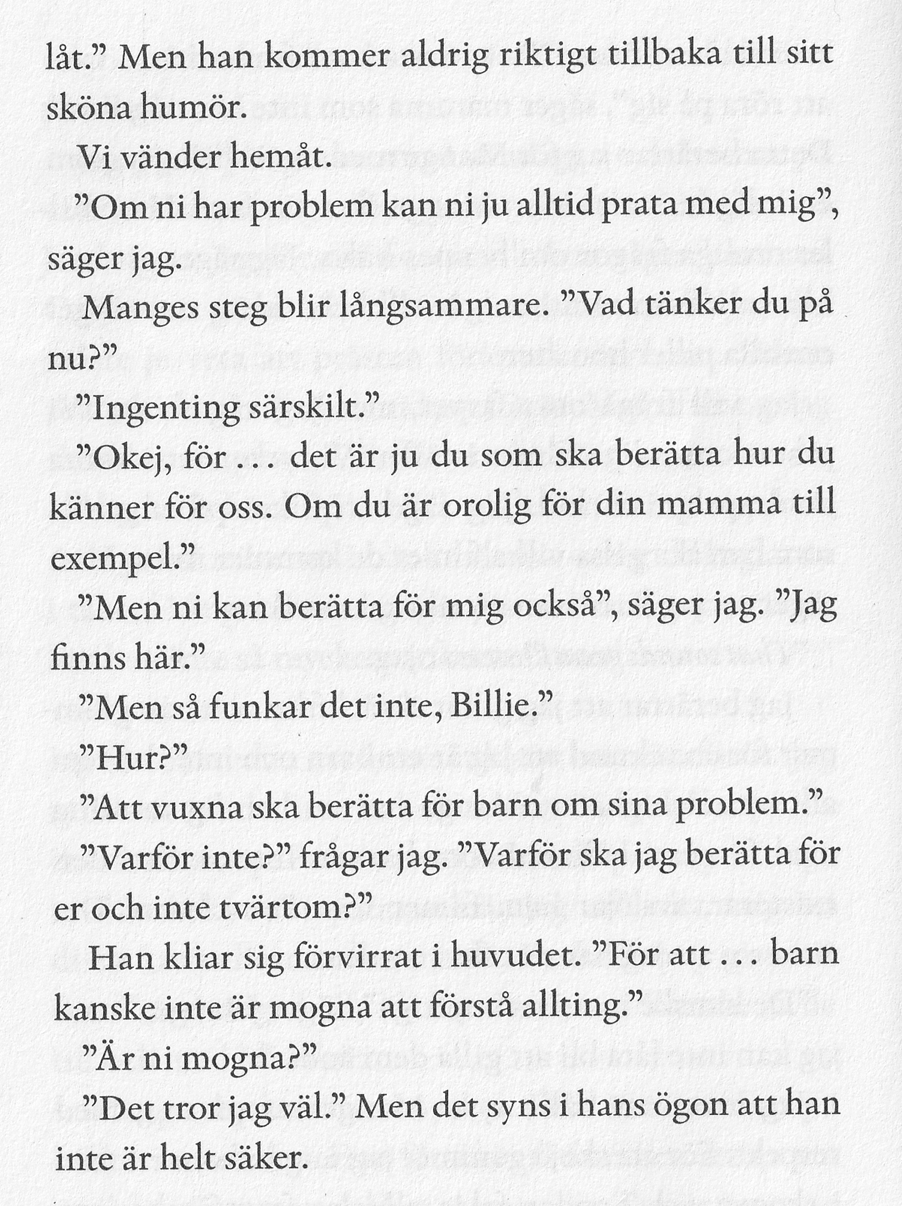 låt.” Men han kommer aldrig riktigt tillbaka till sitt
sköna humör.
Vi vänder hemåt.
”Om ni har problem kan ni ju alltid prata med mig”,
säger jag.
Manges steg blir långsammare. ”Vad tänker du på
nu?”
”Ingenting särskilt.”
”Okej, för ... det är ju du som ska berätta hur du
känner för oss. Om du är orolig för din mamma till
exempel.”
”Men ni kan berätta för mig också”, säger jag. ”Jag
finns här.”
”Men så funkar det inte, Billie.”
”Hur?”
”Att vuxna ska berätta för barn om sina problem.”
”Varför inte?” frågar jag. ”Varför ska jag berätta för
er och inte tvärtom?”
Han kliar sig förvirrat i huvudet. ”För att ... barn
kanske inte är mogna att förstå allting.”
”Är ni mogna?”
”Det tror jag väl.” Men det syns i hans ögon att han
inte är helt säker.